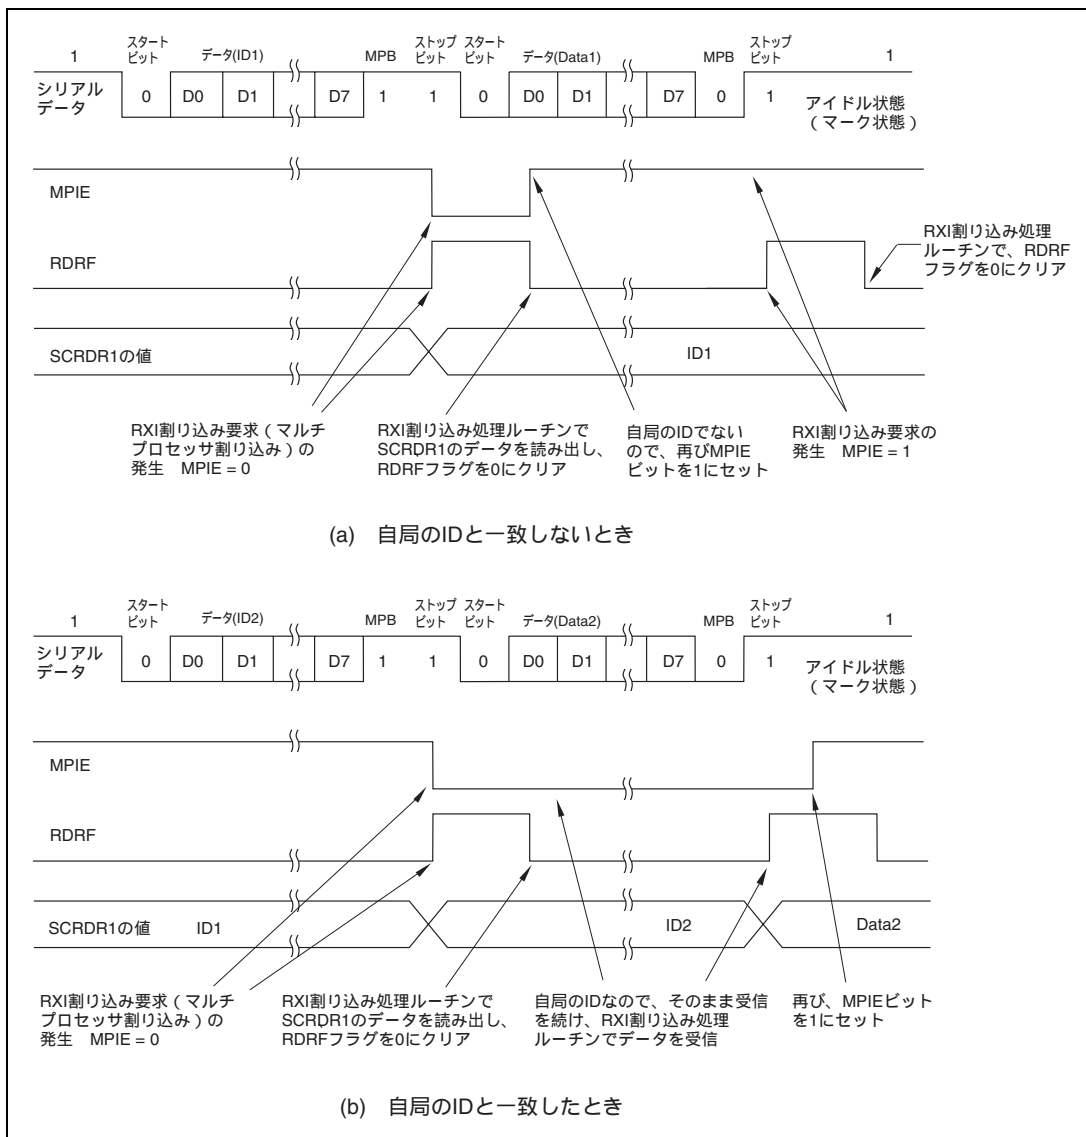 スタート
ビット
データ(ID1)
MPB
ストップ
ビット
スタート
ビット
データ(Data1)
MPB
ストップ
ビット
1
1
シリアル
データ
0 D0 D1 D7 1 1 0 D0 D1 D7 0 1
アイドル状態
(マーク状態)
MPIE
RDRF
RXI割り込み処理
ルーチンで、RDRF
フラグを0にクリア
SCRDR1の値
ID1
RXI割り込み要求(マルチ
プロセッサ割り込み)の
発生 MPIE = 0
RXI割り込み処理ルーチンで
SCRDR1のデータを読み出し、
RDRFフラグを0にクリア
自局のIDでない
ので、再びMPIE
ビットを1にセット
RXI割り込み要求の
発生 MPIE = 1
(a) 自局のIDと一致しないとき
スタート
ビット
データ(ID2)
MPB
ストップ
ビット
スタート
ビット
データ(Data2)
MPB
ストップ
ビット
1
1
シリアル
データ
0 D0 D1 D7 1 1 0 D0 D1 D7 0 1
アイドル状態
(マーク状態)
MPIE
RDRF
SCRDR1の値 ID1 ID2 Data2
RXI割り込み要求(マルチ
プロセッサ割り込み)の
発生 MPIE = 0
RXI割り込み処理ルーチンで
SCRDR1のデータを読み出し、
RDRFフラグを0にクリア
自局のIDなので、そのまま受信
を続け、RXI割り込み処理
ルーチンでデータを受信
再び、MPIEビット
を1にセット
(b) 自局のIDと一致したとき